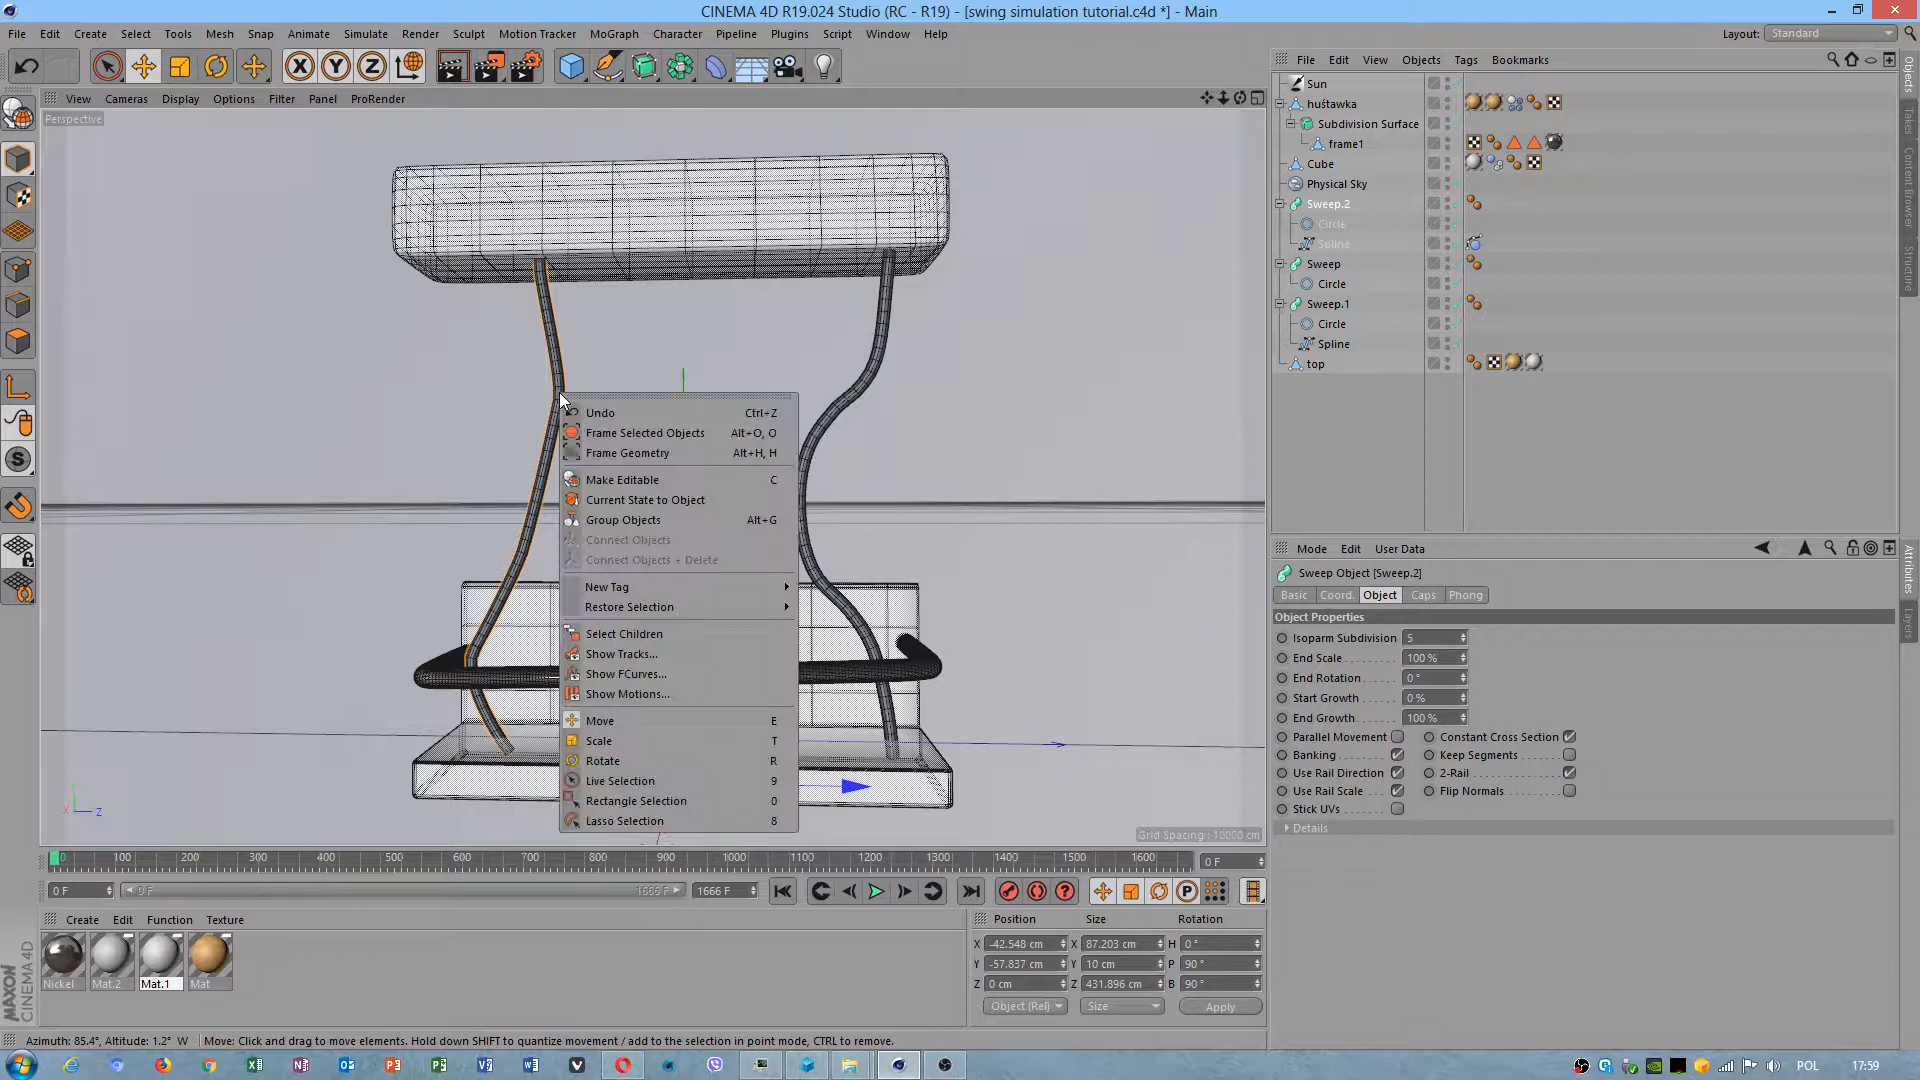 CINEMA 4D R19.024 Studio (RC - R19) - [swing simulation tutorial.c4d *] - Main
File Edit Create Select Tools Mesh Snap Animate Simulate Render Sculpt Motion Tracker MoGraph Character Pipeline Plugins Script Window Help Layout: Standard
View Cameras Display Options Filter Panel ProRender
Perspective
File Edit View Objects Tags Bookmarks
Sun
huśtawka
Subdivision Surface
frame1
Cube
Physical Sky
Sweep.2
Circle
Spline
Sweep
Circle
Sweep.1
Circle
Spline
top
Objects
Takes
Content Browser
Structure
Undo Ctrl+Z
Frame Selected Objects Alt+O, O
Frame Geometry Alt+H, H
Make Editable C
Current State to Object
Group Objects Alt+G
Connect Objects
Connect Objects + Delete
New Tag
Restore Selection
Select Children
Show Tracks...
Show FCurves...
Show Motions...
Move E
Scale T
Rotate R
Live Selection 9
Rectangle Selection 0
Lasso Selection 8
X Z
Grid Spacing : 10000 cm
Mode Edit User Data
Sweep Object [Sweep.2]
Basic Coord. Object Caps Phong
Object Properties
Isoparm Subdivision 5
End Scale 100 %
End Rotation 0 °
Start Growth 0 %
End Growth 100 %
Parallel Movement Constant Cross Section
Banking Keep Segments
Use Rail Direction 2-Rail
Use Rail Scale Flip Normals
Stick UVs
Details
Attributes
Layers
0 100 200 300 400 500 600 700 800 900 1000 1100 1200 1300 1400 1500 1600 0 F
0 F 0 F 1666 F 1666 F
Create Edit Function Texture
Nickel Mat.2 Mat.1 Mat
Position Size Rotation
X -42.548 cm X 87.203 cm H 0 °
Y -57.837 cm Y 10 cm P 90 °
Z 0 cm Z 431.896 cm B 90 °
Object (Rel) Size Apply
MAXON
CINEMA 4D
Azimuth: 85.4°, Altitude: 1.2° W Move: Click and drag to move elements. Hold down SHIFT to quantize movement / add to the selection in point mode, CTRL to remove.
POL 17:59